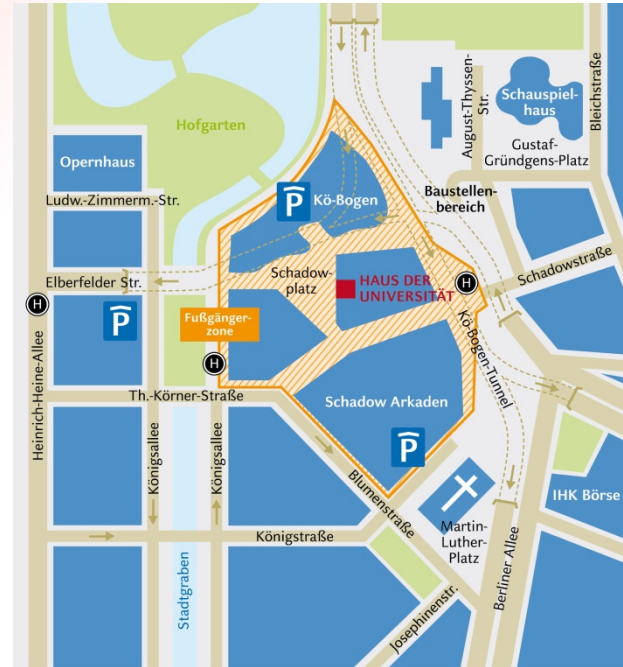 Hofgarten
Opernhaus
Ludw.-Zimmerm.-Str.
Elberfelder Str.
H
Heinrich-Heine-Allee
P
P
Kö-Bogen
Schadow-
platz
HAUS DER
UNIVERSITÄT
H
Fußgänger-
zone
H
Th.-Körner-Straße
Königsallee
Königsallee
Stadtgraben
Königstraße
Schadow Arkaden
P
Blumenstraße
Martin-
Luther-
Platz
Josephinenstr.
Berliner Allee
IHK Börse
Kö-Bogen-Tunnel
Schadowstraße
Baustellen-
bereich
August-Thyssen-
Str.
Schauspiel-
haus
Gustaf-
Gründgens-Platz
Bleichstraße